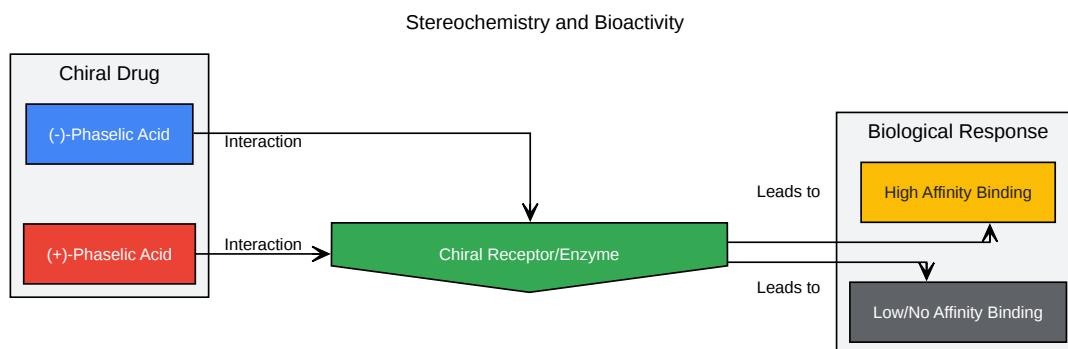 Stereochemistry and Bioactivity
Chiral Drug
(-)-Phaselic Acid
Interaction
(+)-Phaselic Acid
Interaction
Chiral Receptor/Enzyme
Biological Response
Leads to
High Affinity Binding
Leads to
Low/No Affinity Binding